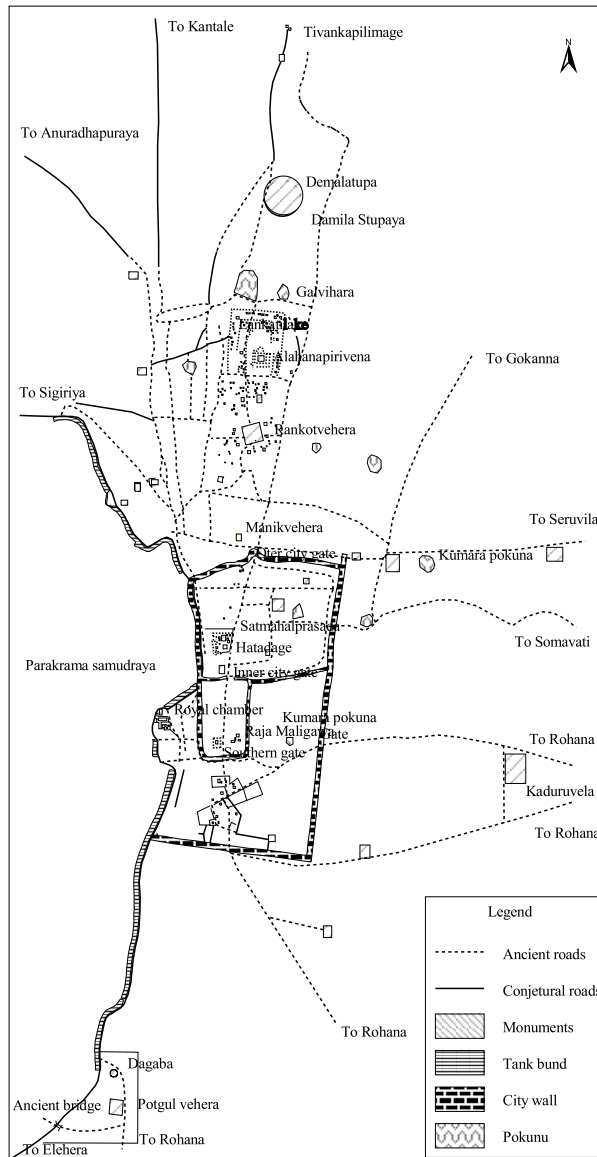 To Kantale
Tivankapilimage
N
To Anuradhapuraya
Demalatupa
Damila Stupaya
Galvihara
Alahanapirivena
To Gokanna
To Sigiriya
Rankotvehera
To Seruvila
Manikvehera
city gate
Kumara pokuna
Satmahalprasada
To Somavati
Hatadage
Parakrama samudraya
Inner city gate
Royal chamber
Kumara pokuna
Gate
Raja Maligawa
To Rohana
Southern gate
Kaduruvela
To Rohana
Legend
Ancient roads
Conjetural roads
To Rohana
Monuments
Tank bund
Dagaba
City wall
Ancient bridge
Potgul vehera
Pokunu
To Rohana
To Elehera